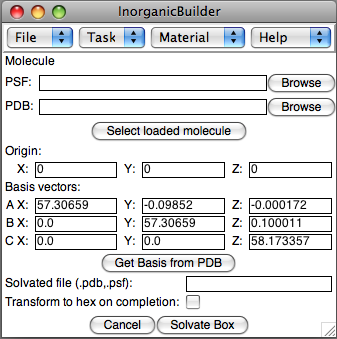 InorganicBuilder
File Task Material Help
Molecule
PSF: Browse
PDB: Browse
Select loaded molecule
Origin:
X: 0 Y: 0 Z: 0
Basis vectors:
A X: 57.30659 Y: -0.09852 Z: -0.000172
B X: 0.0 Y: 57.30659 Z: 0.100011
C X: 0.0 Y: 0.0 Z: 58.173357
Get Basis from PDB
Solvated file (.pdb,.psf):
Transform to hex on completion:
Cancel Solvate Box